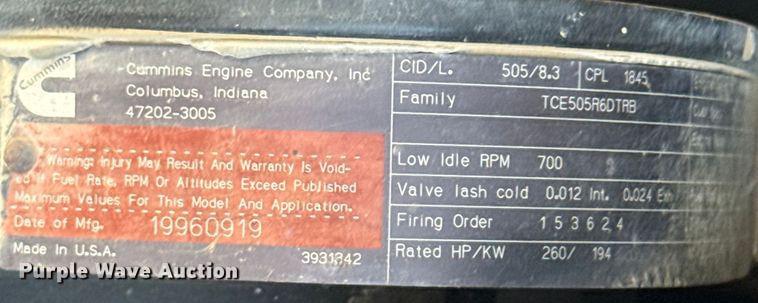 Cummins
Cummins Engine Company, Inc
Columbus, Indiana
47202-3005
Warning: Injury May Result And Warranty Is Void-
ed If Fuel Rate, RPM Or Altitudes Exceed Published
Maximum Values For This Model And Application.
Date of Mfg. 19960919
Made In U.S.A. 3931342
CID/L. 505/8.3 CPL 1845
Family TCE505R6DTRB
Low Idle RPM 700
Valve lash cold 0.012 Int. 0.024 Exh
Firing Order 1 5 3 6 2 4
Rated HP/KW 260/ 194
Purple Wave Auction